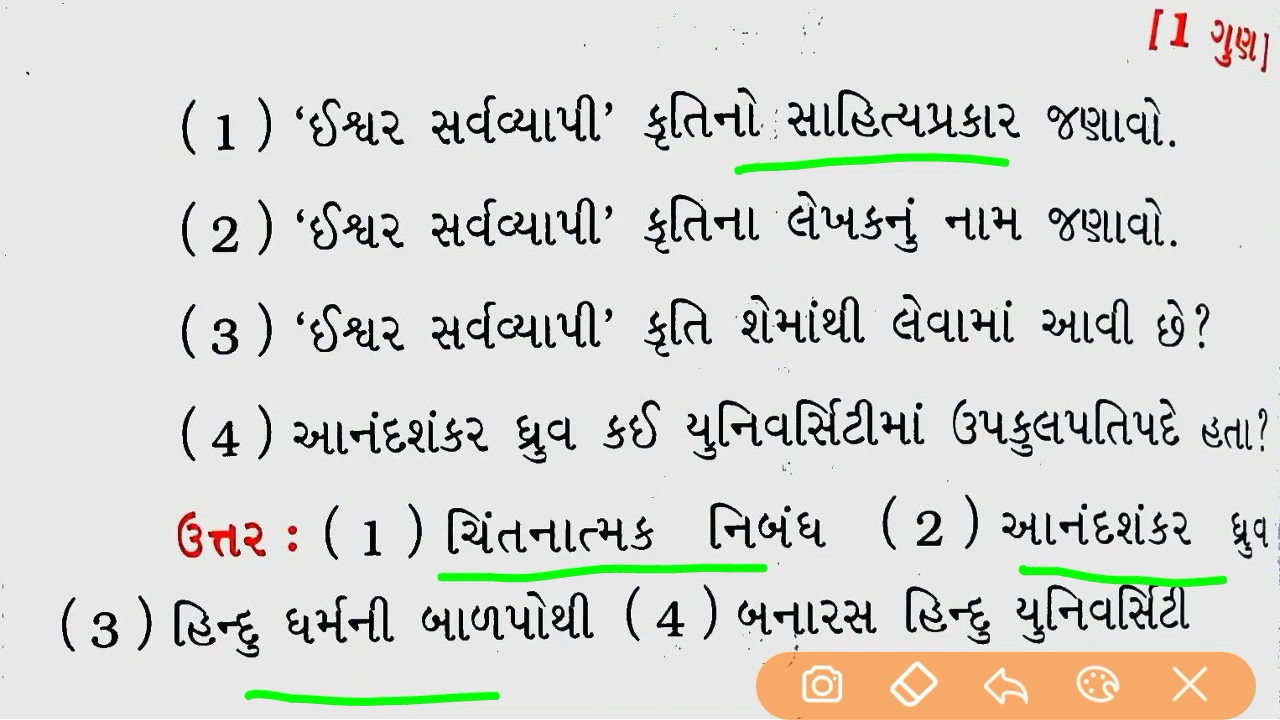 [1 ગુણ]
(1) ‘ઈશ્વર સર્વવ્યાપી’ કૃતિનો સાહિત્યપ્રકાર જણાવો.
(2) ‘ઈશ્વર સર્વવ્યાપી’ કૃતિના લેખકનું નામ જણાવો.
(3) ‘ઈશ્વર સર્વવ્યાપી’ કૃતિ શેમાંથી લેવામાં આવી છે?
(4) આનંદશંકર ધ્રુવ કઈ યુનિવર્સિટીમાં ઉપકુલપતિપદે હતા?
ઉત્તર : (1) ચિંતનાત્મક નિબંધ (2) આનંદશંકર ધ્રુવ
(3) હિન્દુ ધર્મની બાળપોથી (4) બનારસ હિન્દુ યુનિવર્સિટી